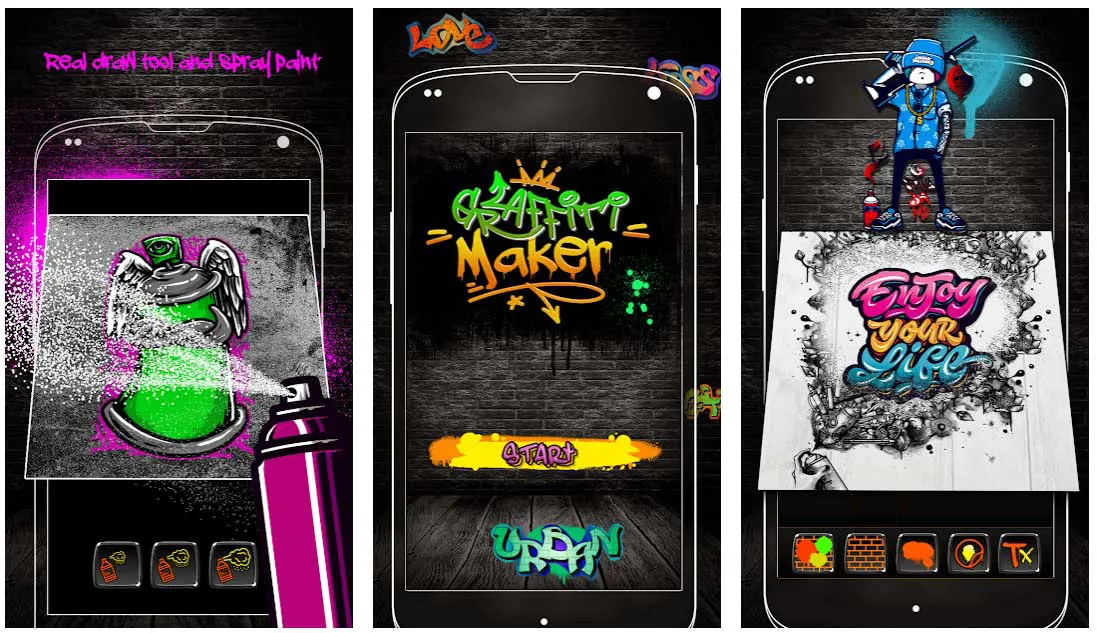 Real draw tool and Spray Paint
LOVE
GRAFFITI
Maker
START
URBAN
Enjoy
your
Life
Tx